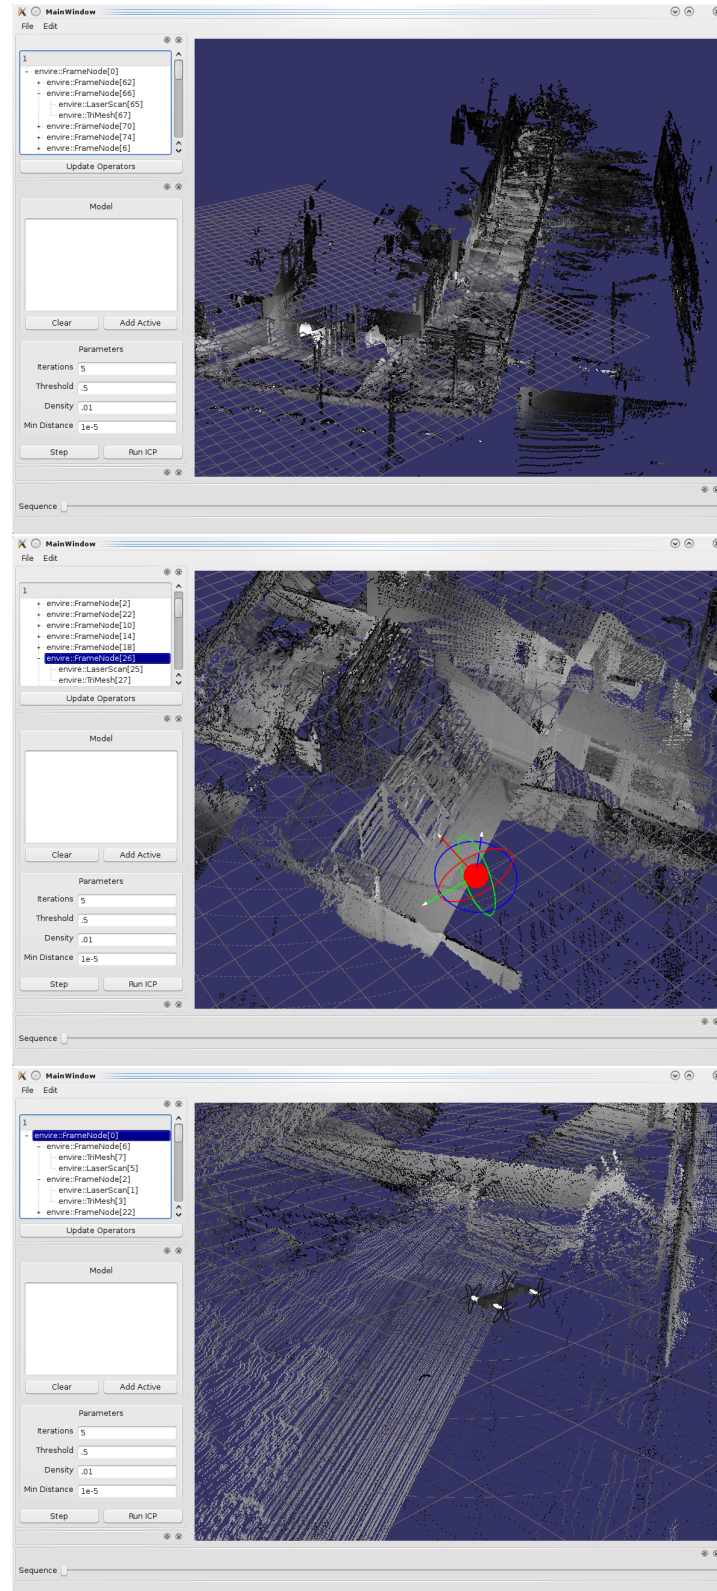 MainWindow
File Edit
1
envire::FrameNode[0]
envire::FrameNode[62]
envire::FrameNode[66]
envire::LaserScan[65]
envire::TriMesh[67]
envire::FrameNode[70]
envire::FrameNode[74]
envire::FrameNode[6]
Update Operators
Model
Clear Add Active
Parameters
Iterations 5
Threshold .5
Density .01
Min Distance 1e-5
Step Run ICP
Sequence
MainWindow
File Edit
1
envire::FrameNode[2]
envire::FrameNode[22]
envire::FrameNode[10]
envire::FrameNode[14]
envire::FrameNode[18]
envire::FrameNode[26]
envire::LaserScan[25]
envire::TriMesh[27]
Update Operators
Model
Clear Add Active
Parameters
Iterations 5
Threshold .5
Density .01
Min Distance 1e-5
Step Run ICP
Sequence
MainWindow
File Edit
1
envire::FrameNode[0]
envire::FrameNode[6]
envire::TriMesh[7]
envire::LaserScan[5]
envire::FrameNode[2]
envire::LaserScan[1]
envire::TriMesh[3]
envire::FrameNode[22]
Update Operators
Model
Clear Add Active
Parameters
Iterations 5
Threshold .5
Density .01
Min Distance 1e-5
Step Run ICP
Sequence